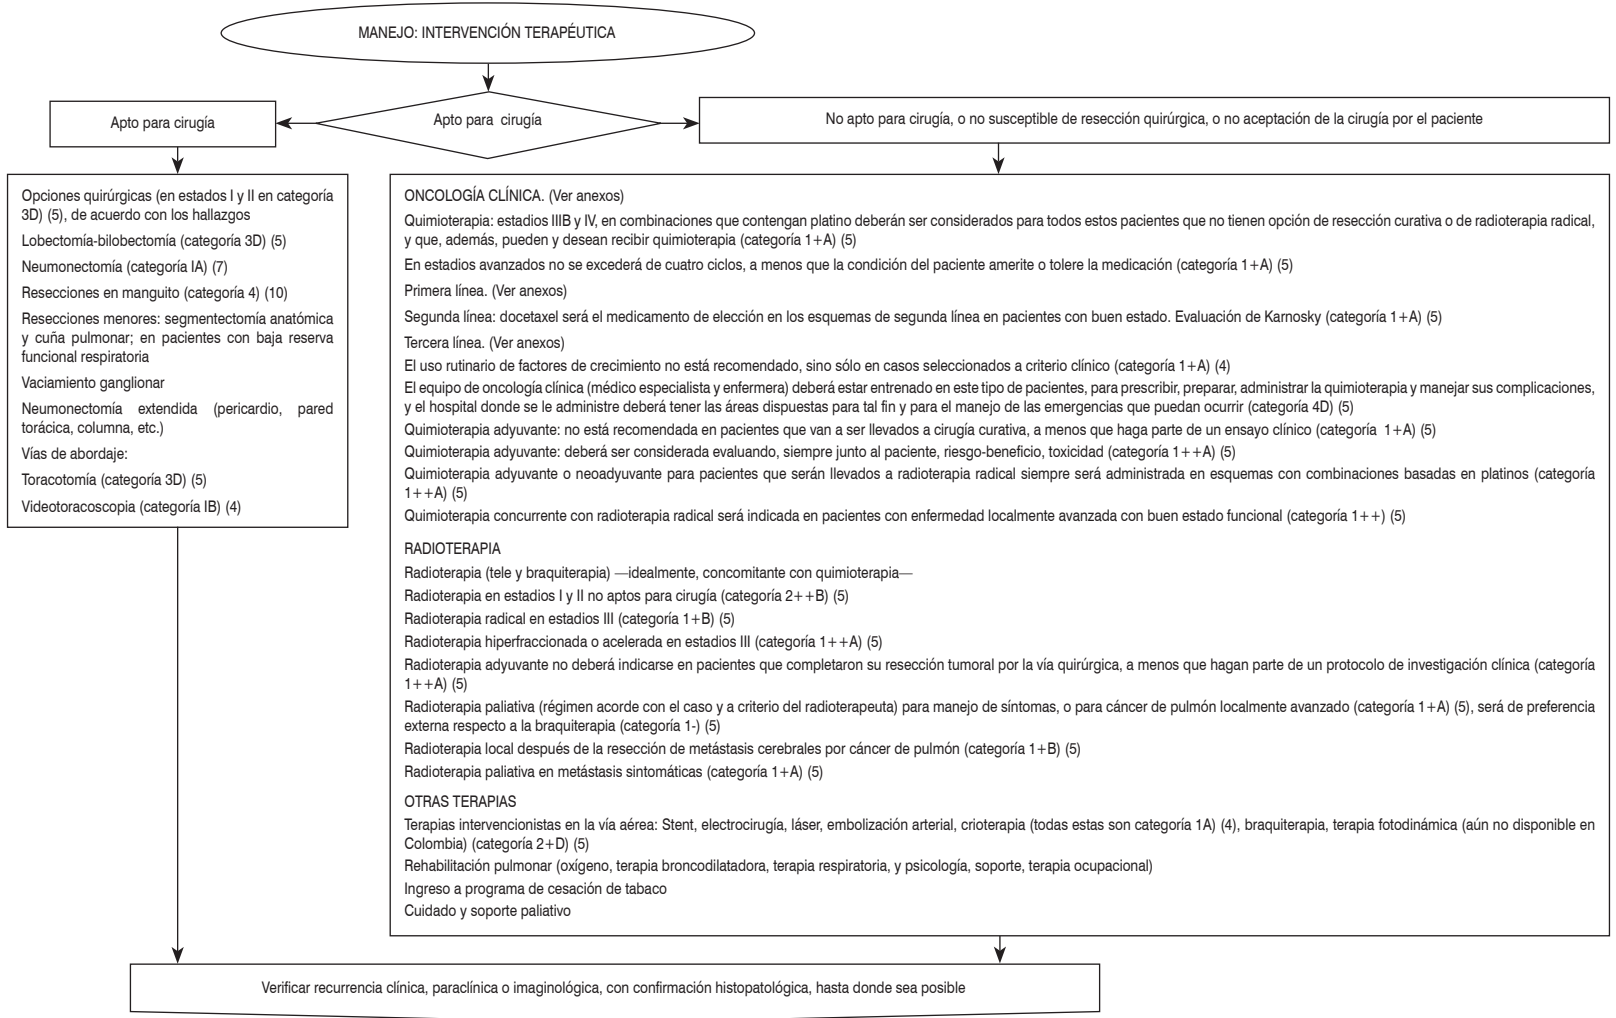 MANEJO: INTERVENCIÓN TERAPÉUTICA
Apto para cirugía
Apto para cirugía
No apto para cirugía, o no susceptible de resección quirúrgica, o no aceptación de la cirugía por el paciente
Opciones quirúrgicas (en estados I y II en categoría
3D) (5), de acuerdo con los hallazgos
Lobectomía-bilobectomía (categoría 3D) (5)
Neumonectomía (categoría IA) (7)
Resecciones en manguito (categoría 4) (10)
Resecciones menores: segmentectomía anatómica
y cuña pulmonar; en pacientes con baja reserva
funcional respiratoria
Vaciamiento ganglionar
Neumonectomía extendida (pericardio, pared
torácica, columna, etc.)
Vías de abordaje:
Toracotomía (categoría 3D) (5)
Videotoracoscopia (categoría IB) (4)
ONCOLOGÍA CLÍNICA. (Ver anexos)
Quimioterapia: estadios IIIB y IV, en combinaciones que contengan platino deberán ser considerados para todos estos pacientes que no tienen opción de resección curativa o de radioterapia radical,
y que, además, pueden y desean recibir quimioterapia (categoría 1+A) (5)
En estadios avanzados no se excederá de cuatro ciclos, a menos que la condición del paciente amerite o tolere la medicación (categoría 1+A) (5)
Primera línea. (Ver anexos)
Segunda línea: docetaxel será el medicamento de elección en los esquemas de segunda línea en pacientes con buen estado. Evaluación de Karnosky (categoría 1+A) (5)
Tercera línea. (Ver anexos)
El uso rutinario de factores de crecimiento no está recomendado, sino sólo en casos seleccionados a criterio clínico (categoría 1+A) (4)
El equipo de oncología clínica (médico especialista y enfermera) deberá estar entrenado en este tipo de pacientes, para prescribir, preparar, administrar la quimioterapia y manejar sus complicaciones,
y el hospital donde se le administre deberá tener las áreas dispuestas para tal fin y para el manejo de las emergencias que puedan ocurrir (categoría 4D) (5)
Quimioterapia adyuvante: no está recomendada en pacientes que van a ser llevados a cirugía curativa, a menos que haga parte de un ensayo clínico (categoría 1+A) (5)
Quimioterapia adyuvante: deberá ser considerada evaluando, siempre junto al paciente, riesgo-beneficio, toxicidad (categoría 1++A) (5)
Quimioterapia adyuvante o neoadyuvante para pacientes que serán llevados a radioterapia radical siempre será administrada en esquemas con combinaciones basadas en platinos (categoría
1++A) (5)
Quimioterapia concurrente con radioterapia radical será indicada en pacientes con enfermedad localmente avanzada con buen estado funcional (categoría 1++) (5)
RADIOTERAPIA
Radioterapia (tele y braquiterapia) —idealmente, concomitante con quimioterapia—
Radioterapia en estadios I y II no aptos para cirugía (categoría 2++B) (5)
Radioterapia radical en estadios III (categoría 1+B) (5)
Radioterapia hiperfraccionada o acelerada en estadios III (categoría 1++A) (5)
Radioterapia adyuvante no deberá indicarse en pacientes que completaron su resección tumoral por la vía quirúrgica, a menos que hagan parte de un protocolo de investigación clínica (categoría
1++A) (5)
Radioterapia paliativa (régimen acorde con el caso y a criterio del radioterapeuta) para manejo de síntomas, o para cáncer de pulmón localmente avanzado (categoría 1+A) (5), será de preferencia
externa respecto a la braquiterapia (categoría 1-) (5)
Radioterapia local después de la resección de metástasis cerebrales por cáncer de pulmón (categoría 1+B) (5)
Radioterapia paliativa en metástasis sintomáticas (categoría 1+A) (5)
OTRAS TERAPIAS
Terapias intervencionistas en la vía aérea: Stent, electrocirugía, láser, embolización arterial, crioterapia (todas estas son categoría 1A) (4), braquiterapia, terapia fotodinámica (aún no disponible en
Colombia) (categoría 2+D) (5)
Rehabilitación pulmonar (oxígeno, terapia broncodilatadora, terapia respiratoria, y psicología, soporte, terapia ocupacional)
Ingreso a programa de cesación de tabaco
Cuidado y soporte paliativo
Verificar recurrencia clínica, paraclínica o imaginológica, con confirmación histopatológica, hasta donde sea posible